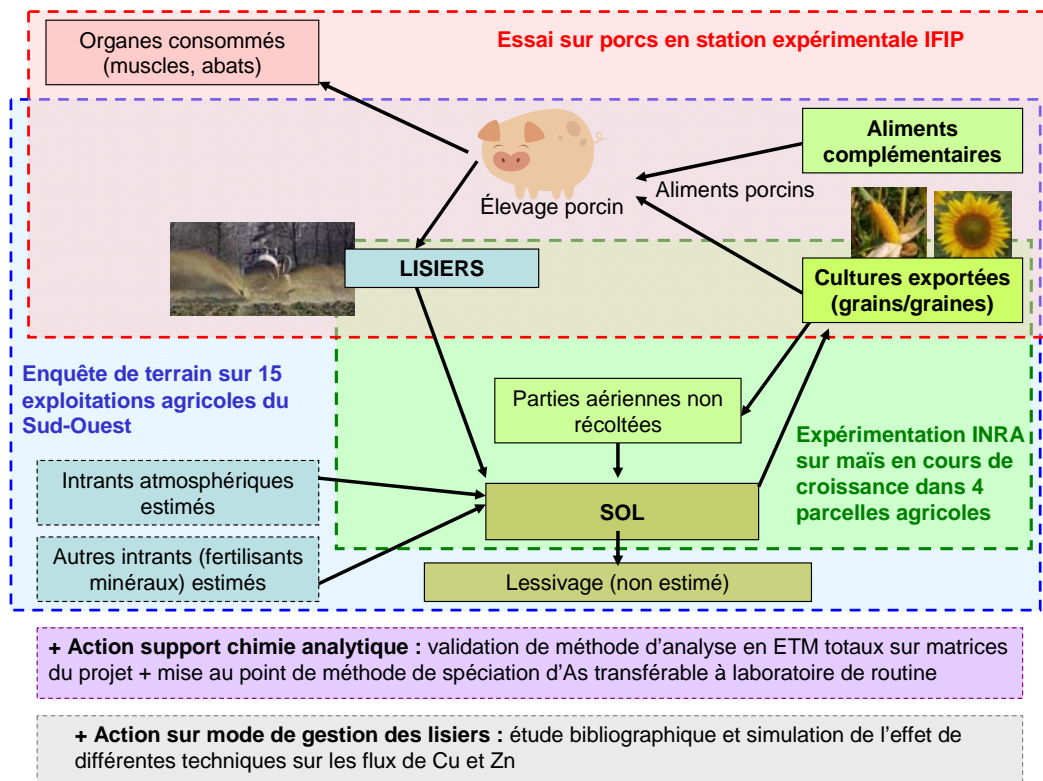 Organes consommés
(muscles, abats)
Essai sur porcs en station expérimentale IFIP
Aliments
complémentaires
Aliments porcins
Élevage porcin
LISIERS
Cultures exportées
(grains/graines)
Enquête de terrain sur 15
exploitations agricoles du
Sud-Ouest
Parties aériennes non
récoltées
Expérimentation INRA
sur maïs en cours de
croissance dans 4
parcelles agricoles
Intrants atmosphériques
estimés
SOL
Autres intrants (fertilisants
minéraux) estimés
Lessivage (non estimé)
+ Action support chimie analytique : validation de méthode d'analyse en ETM totaux sur matrices
du projet + mise au point de méthode de spéciation d'As transférable à laboratoire de routine
+ Action sur mode de gestion des lisiers : étude bibliographique et simulation de l'effet de
différentes techniques sur les flux de Cu et Zn